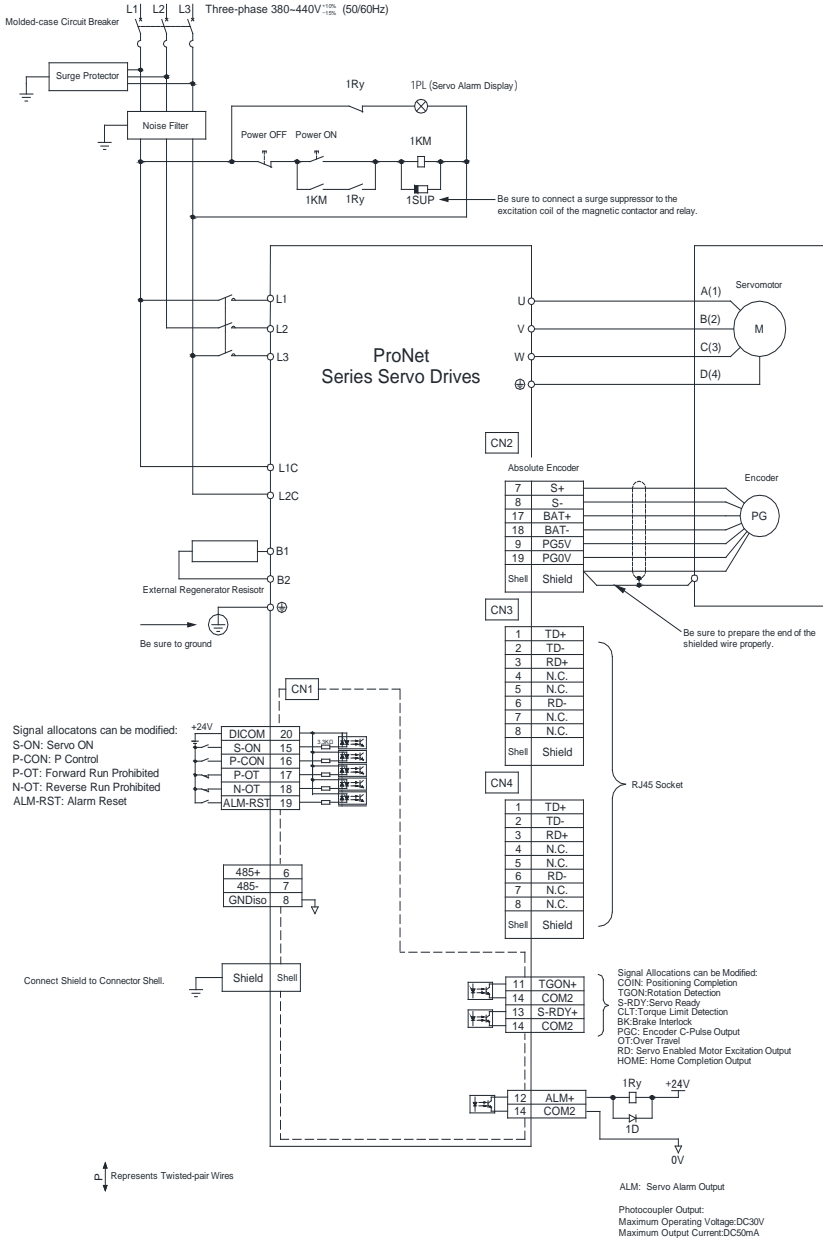 L1 L2 L3 Three-phase 380~440V +10% -15% (50/60Hz)
Molded-case Circuit Breaker
Surge Protector
Noise Filter
1Ry
1PL (Servo Alarm Display)
Power OFF Power ON
1KM
1KM 1Ry 1SUP
Be sure to connect a surge suppressor to the
excitation coil of the magnetic contactor and relay.
L1
L2
L3
ProNet
Series Servo Drives
U
V
W
A(1)
B(2)
C(3)
D(4)
Servomotor
M
L1C
L2C
B1
B2
External Regenerator Resisotr
Be sure to ground
CN2
Absolute Encoder
7 S+
8 S-
17 BAT+
18 BAT-
9 PG5V
19 PG0V
Shell Shield
Encoder
PG
Be sure to prepare the end of the
shielded wire properly.
CN3
1 TD+
2 TD-
3 RD+
4 N.C.
5 N.C.
6 RD-
7 N.C.
8 N.C.
Shell Shield
CN4
1 TD+
2 TD-
3 RD+
4 N.C.
5 N.C.
6 RD-
7 N.C.
8 N.C.
Shell Shield
RJ45 Socket
CN1
Signal allocatons can be modified:
S-ON: Servo ON
P-CON: P Control
P-OT: Forward Run Prohibited
N-OT: Reverse Run Prohibited
ALM-RST: Alarm Reset
+24V
DICOM 20
S-ON 15
P-CON 16
P-OT 17
N-OT 18
ALM-RST 19
3.3KΩ
485+ 6
485- 7
GNDiso 8
Connect Shield to Connector Shell.
Shield Shell
11 TGON+
14 COM2
13 S-RDY+
14 COM2
Signal Allocations can be Modified:
COIN: Positioning Completion
TGON:Rotation Detection
S-RDY:Servo Ready
CLT:Torque Limit Detection
BK:Brake Interlock
PGC: Encoder C-Pulse Output
OT:Over Travel
RD: Servo Enabled Motor Excitation Output
HOME: Home Completion Output
12 ALM+
14 COM2
1Ry
+24V
1D
0V
P Represents Twisted-pair Wires
ALM: Servo Alarm Output
Photocoupler Output:
Maximum Operating Voltage:DC30V
Maximum Output Current:DC50mA